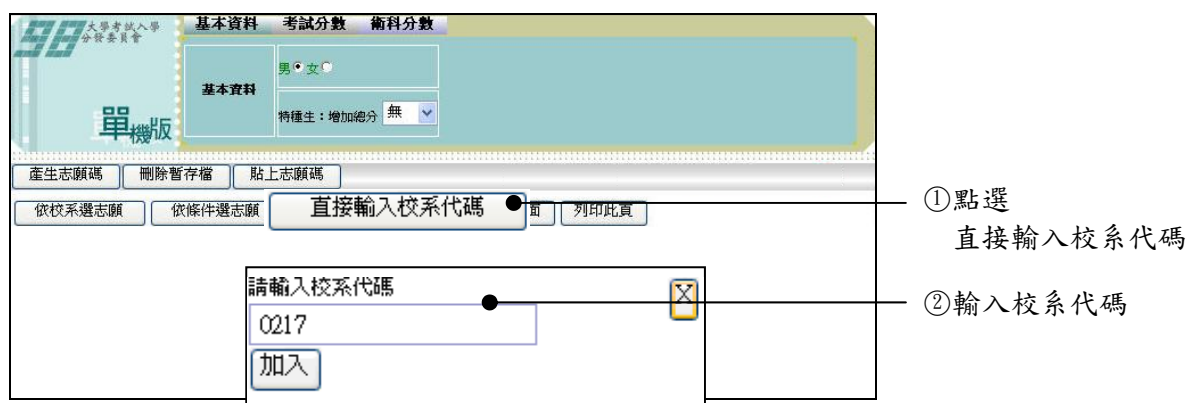 98 大學考試入學
分發委員會
單機版
基本資料 考試分數 術科分數
基本資料
男 女
特種生：增加總分 無
產生志願碼 刪除暫存檔 貼上志願碼
依校系選志願 依條件選志願 直接輸入校系代碼 面 列印此頁
①點選
直接輸入校系代碼
請輸入校系代碼 X
0217
加入
②輸入校系代碼